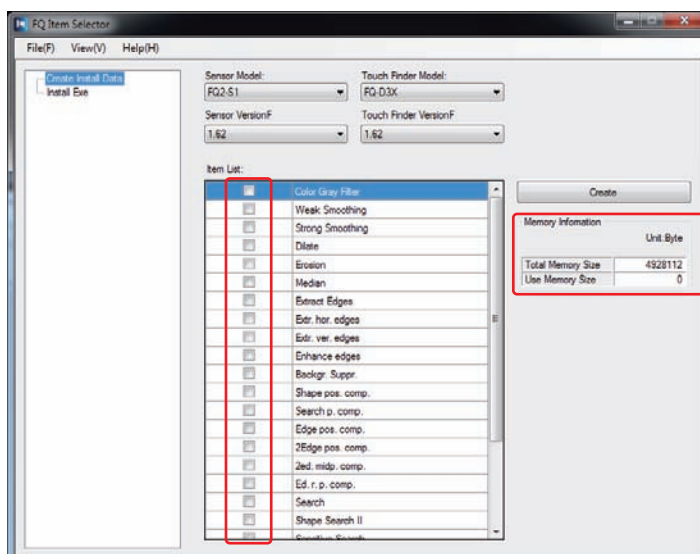 FQ Item Selector
File(F) View(V) Help(H)
Create Install Data
Install Exe
Sensor Model:
Touch Finder Model:
FQ2-S1
FQ-D3X
Sensor VersionF
Touch Finder VersionF
1.62
1.62
Item List:
Color Gray Filter
Weak Smoothing
Strong Smoothing
Dilate
Erosion
Median
Extract Edges
Extr. hor. edges
Extr. ver. edges
Enhance edges
Backgr. Suppr.
Shape pos. comp.
Search p. comp.
Edge pos. comp.
2Edge pos. comp.
2ed. midp. comp.
Ed. r. p. comp.
Search
Shape Search II
Sensitive Search
Create
Memory Infomation
Unit:Byte
Total Memory Size 4928112
Use Memory Size 0